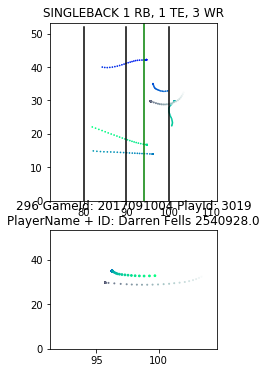 SINGLEBACK 1 RB, 1 TE, 3 WR
50
40
30
20
10
0
80 90 100 110
296 GameId: 2017091004 PlayId: 3019
PlayerName + ID: Darren Fells 2540928.0
40
20
0
95 100